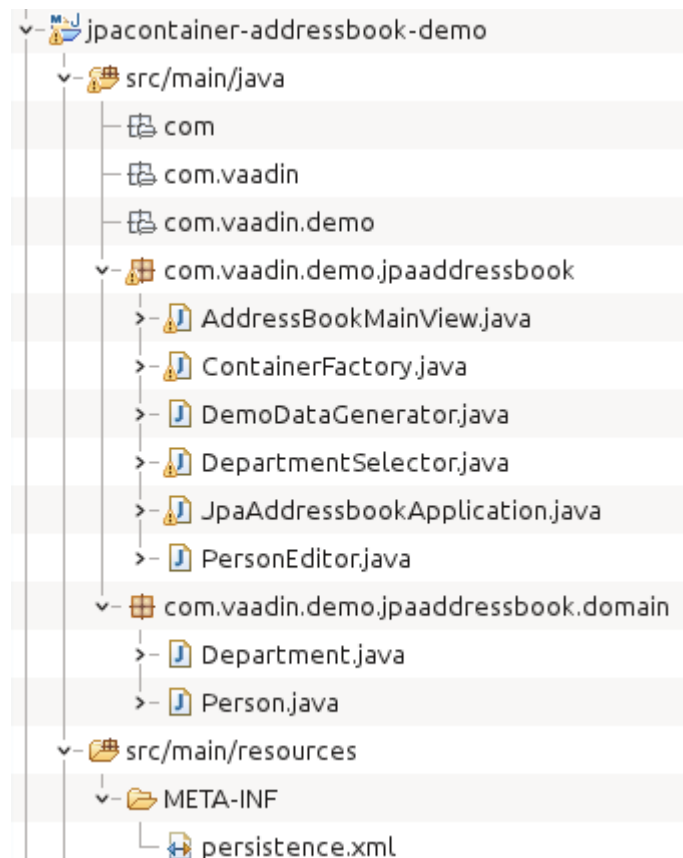 jpacontainer-addressbook-demo
src/main/java
com
com.vaadin
com.vaadin.demo
com.vaadin.demo.jpaaddressbook
AddressBookMainView.java
ContainerFactory.java
DemoDataGenerator.java
DepartmentSelector.java
JpaAddressbookApplication.java
PersonEditor.java
com.vaadin.demo.jpaaddressbook.domain
Department.java
Person.java
src/main/resources
META-INF
persistence.xml